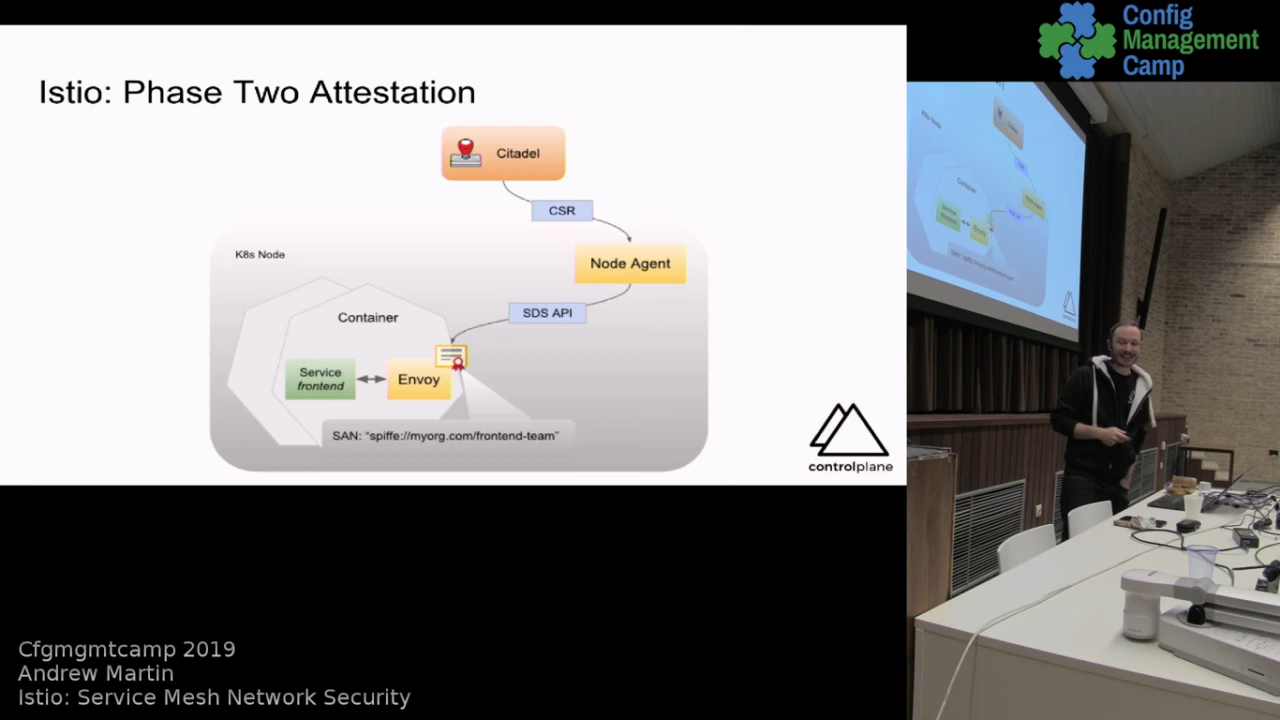 Istio: Phase Two Attestation
Citadel
CSR
K8s Node
Node Agent
SDS API
Container
Service
frontend
Envoy
SAN: “spiffe://myorg.com/frontend-team”
controlplane
Config
Management
Camp
Cfgmgmtcamp 2019
Andrew Martin
Istio: Service Mesh Network Security